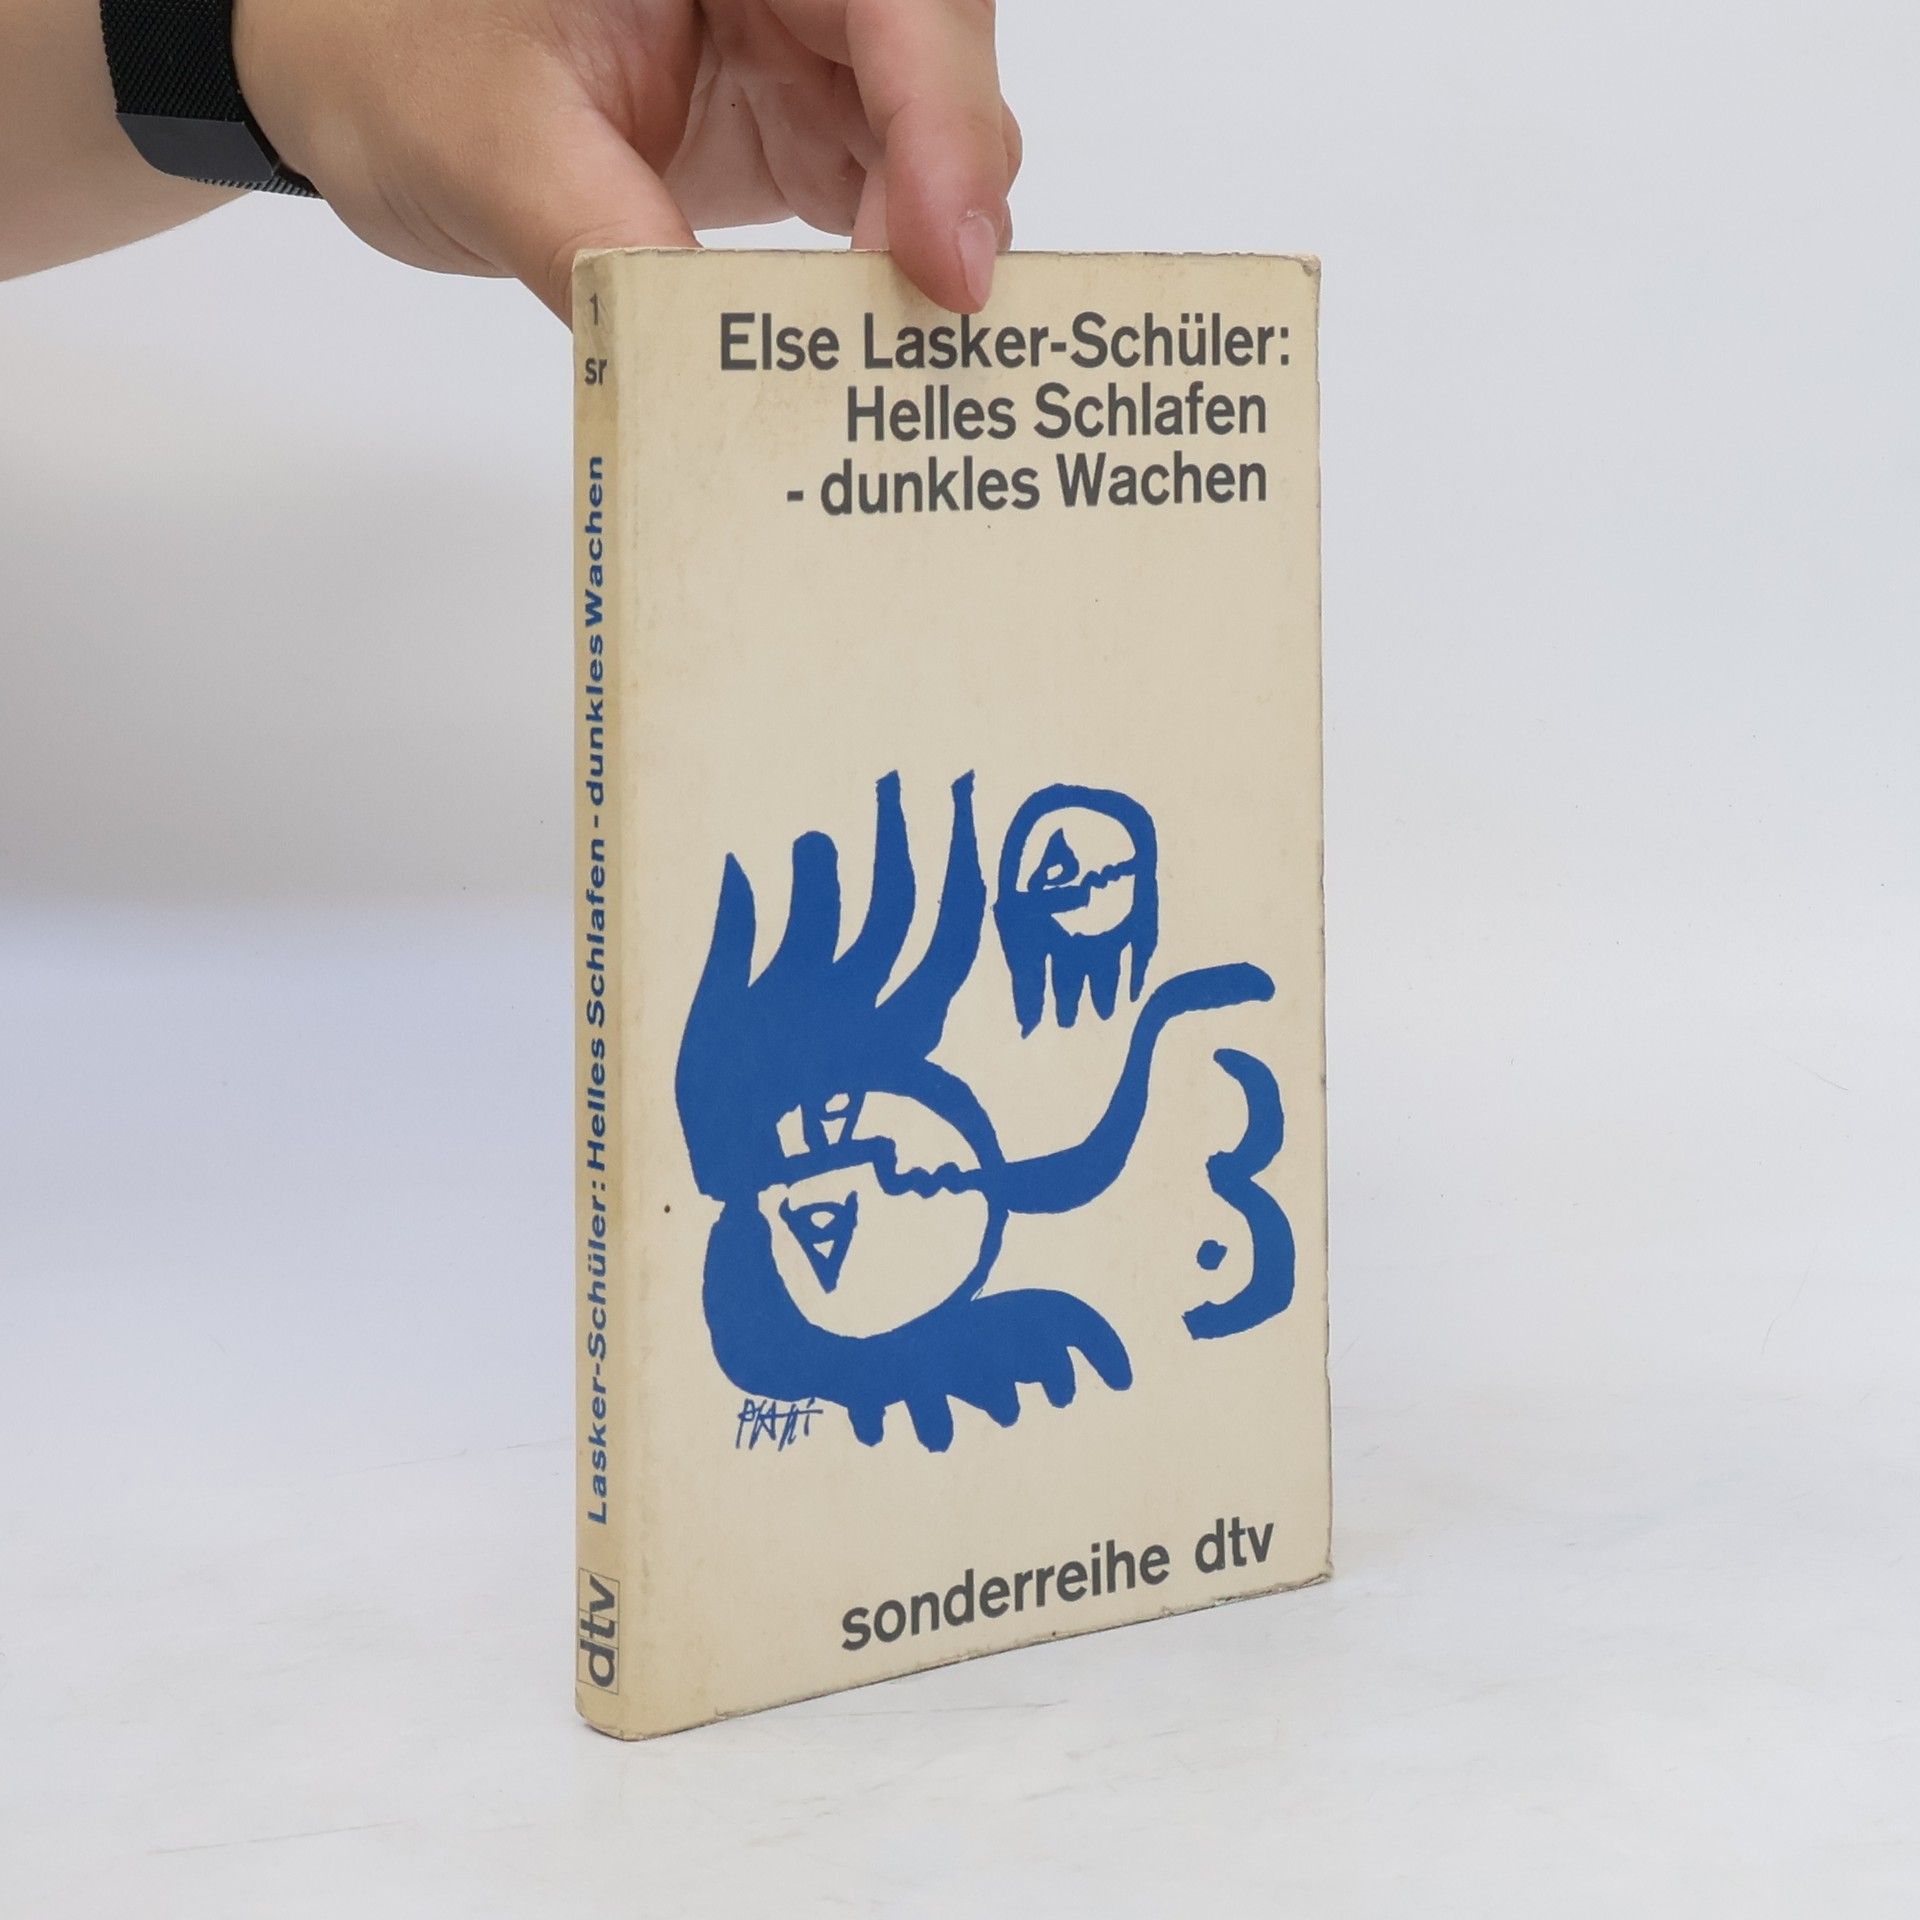 Else Lasker-Schüler:
Helles Schlafen
- dunkles Wachen
sonderreihe dtv
1
sr
Lasker-Schüler: Helles Schlafen - dunkles Wachen
dtv